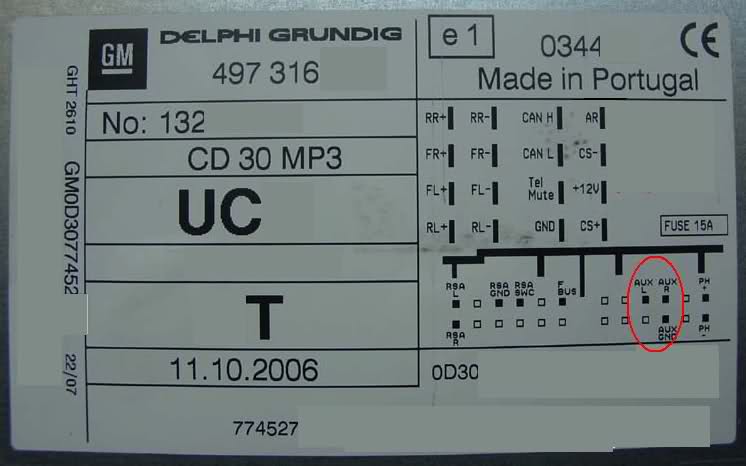 GM DELPHI GRUNDIG
497 316
e1 0344 CE
Made in Portugal
GHT 2610 GM0D3077452 22/07
No: 132
CD 30 MP3
UC
T
11.10.2006
774527
RR+ RR- CAN H AR
FR+ FR- CAN L CS-
FL+ FL- Tel Mute +12V
RL+ RL- GND CS+
FUSE 15A
RSA L RSA GND RSA SWC F BUS AUX L AUX R PH +
RSA R AUX GND PH -
0D30